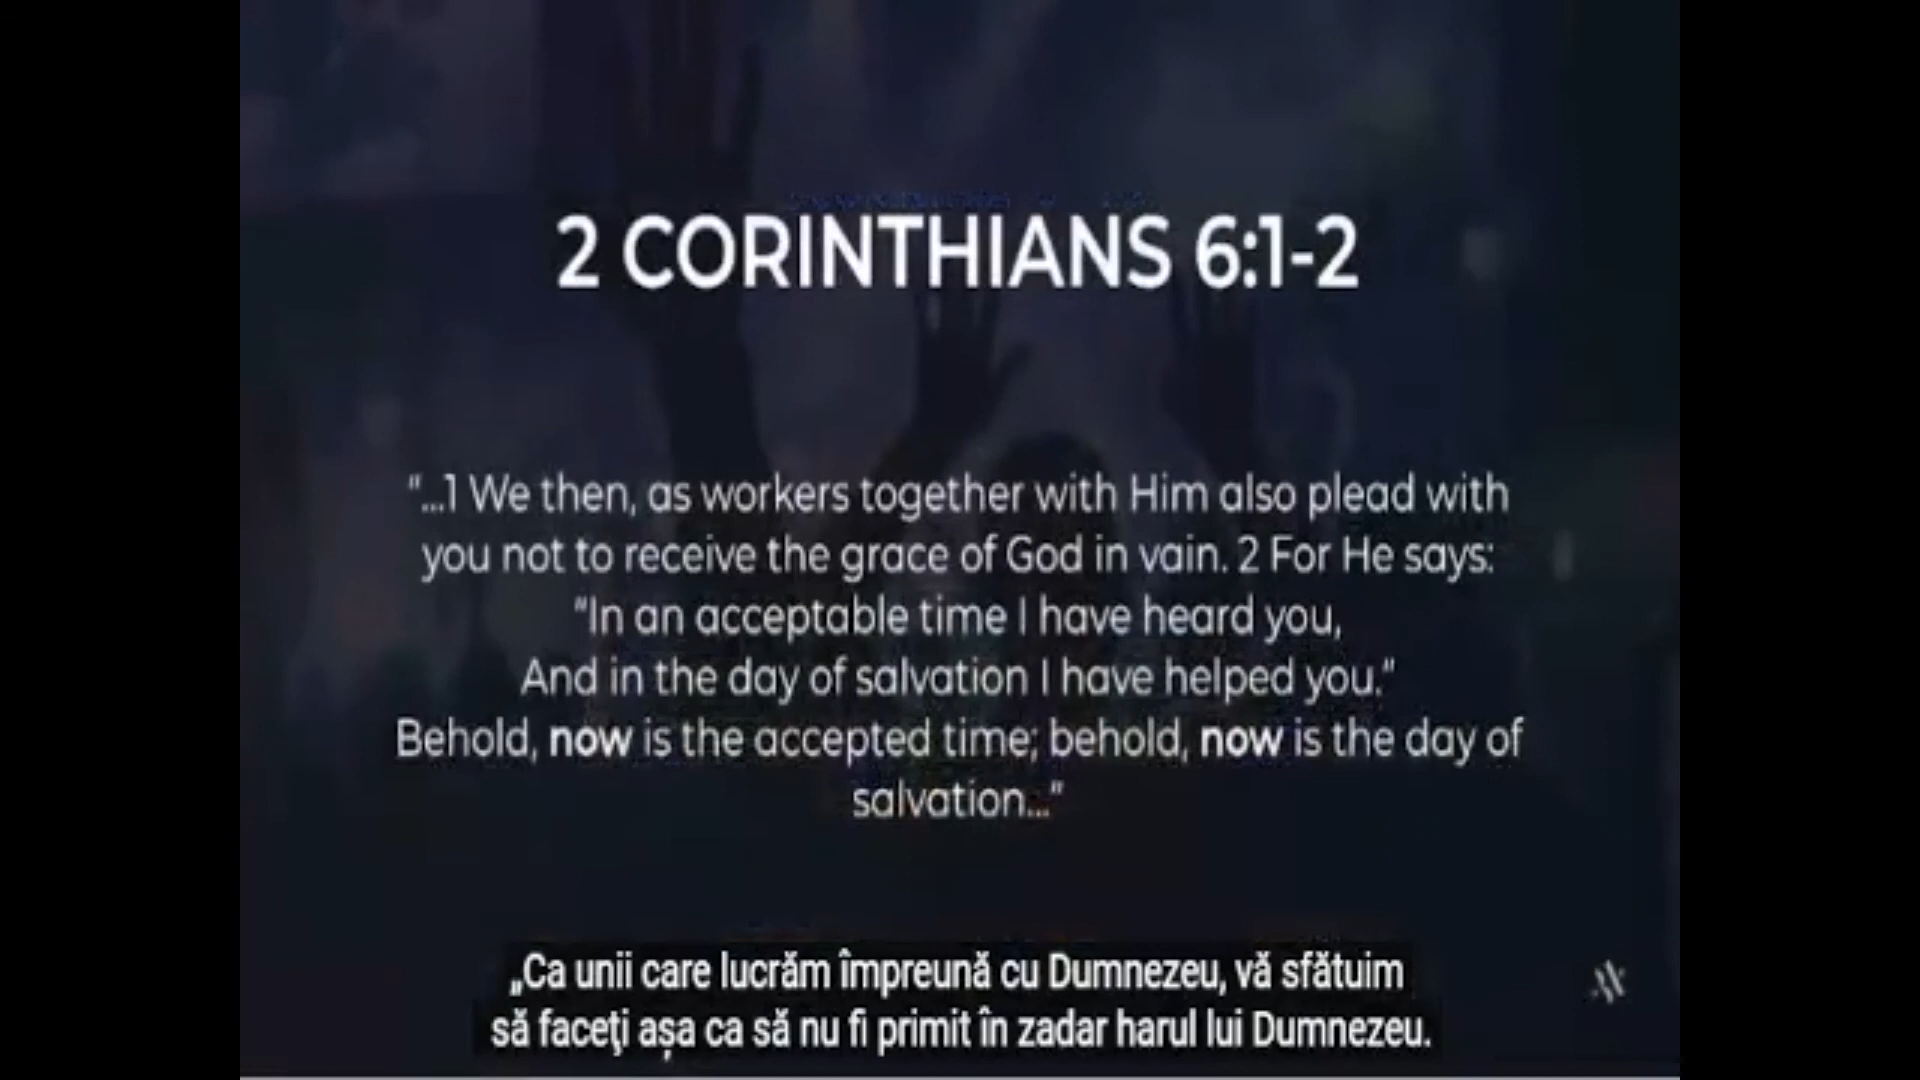 2 CORINTHIANS 6:1-2
"...1 We then, as workers together with Him also plead with
you not to receive the grace of God in vain. 2 For He says:
"In an acceptable time I have heard you,
And in the day of salvation I have helped you."
Behold, now is the accepted time; behold, now is the day of
salvation..."
„Ca unii care lucrăm împreună cu Dumnezeu, vă sfătuim
să faceţi aşa ca să nu fi primit în zadar harul lui Dumnezeu.